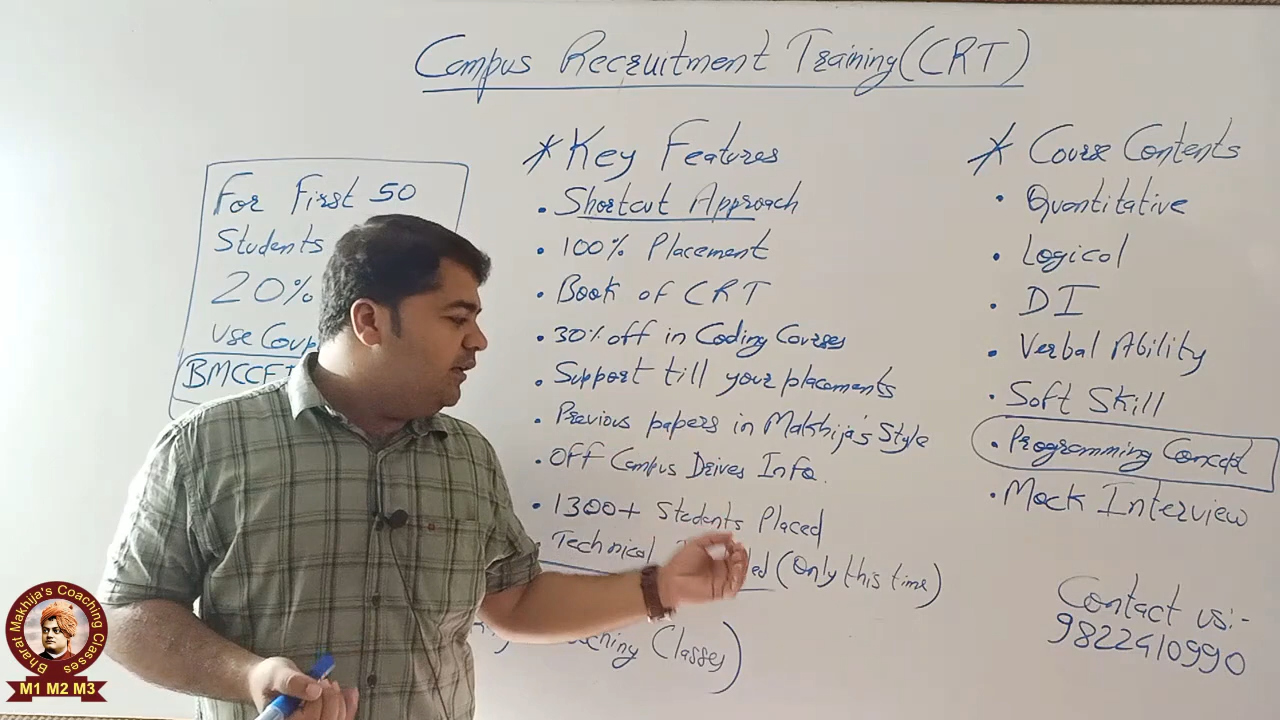 Campus Recruitment Training (CRT)
For First 50
Students
20%
Use Coup
BMCCFI
* Key Features
• Shortcut Approach
• 100% Placement
• Book of CRT
• 30% off in Coding Courses
• Support till your placements
• Previous papers in Makhija's Style
• Off Campus Drives Info.
• 1300+ Students Placed
• Technical (Only this time)
Classes)
* Course Contents
• Quantitative
• Logical
• DI
• Verbal Ability
• Soft Skill
• Programming Concept
• Mock Interview
Contact us:-
9822410990
Bharat Makhija's Coaching Classes
M1 M2 M3